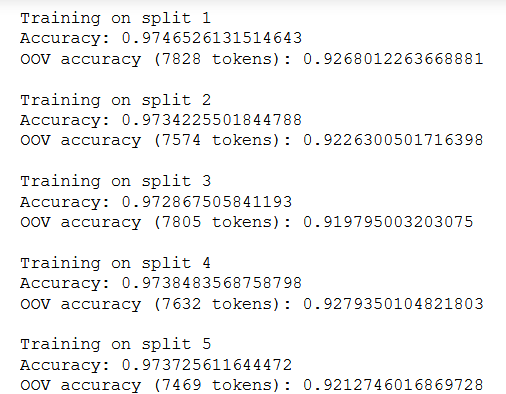 Training on split 1
Accuracy: 0.9746526131514643
OOV accuracy (7828 tokens): 0.9268012263668881
Training on split 2
Accuracy: 0.9734225501844788
OOV accuracy (7574 tokens): 0.9226300501716398
Training on split 3
Accuracy: 0.972867505841193
OOV accuracy (7805 tokens): 0.919795003203075
Training on split 4
Accuracy: 0.9738483568758798
OOV accuracy (7632 tokens): 0.9279350104821803
Training on split 5
Accuracy: 0.973725611644472
OOV accuracy (7469 tokens): 0.9212746016869728